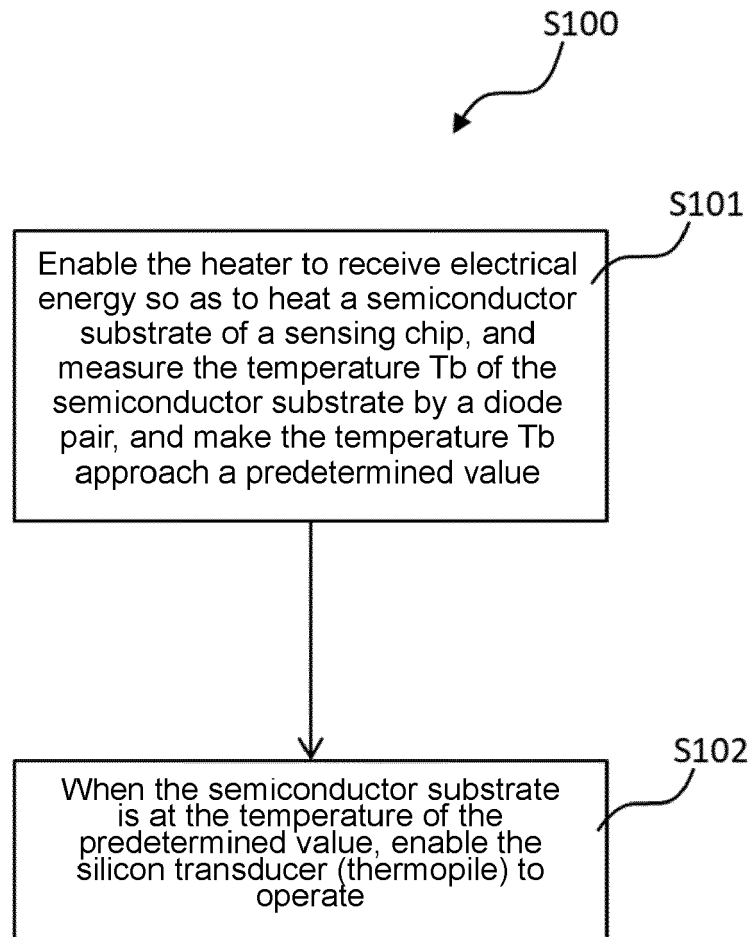 S100
S101
Enable the heater to receive electrical
energy so as to heat a semiconductor
substrate of a sensing chip, and
measure the temperature Tb of the
semiconductor substrate by a diode
pair, and make the temperature Tb
approach a predetermined value
S102
When the semiconductor substrate
is at the temperature of the
predetermined value, enable the
silicon transducer (thermopile) to
operate